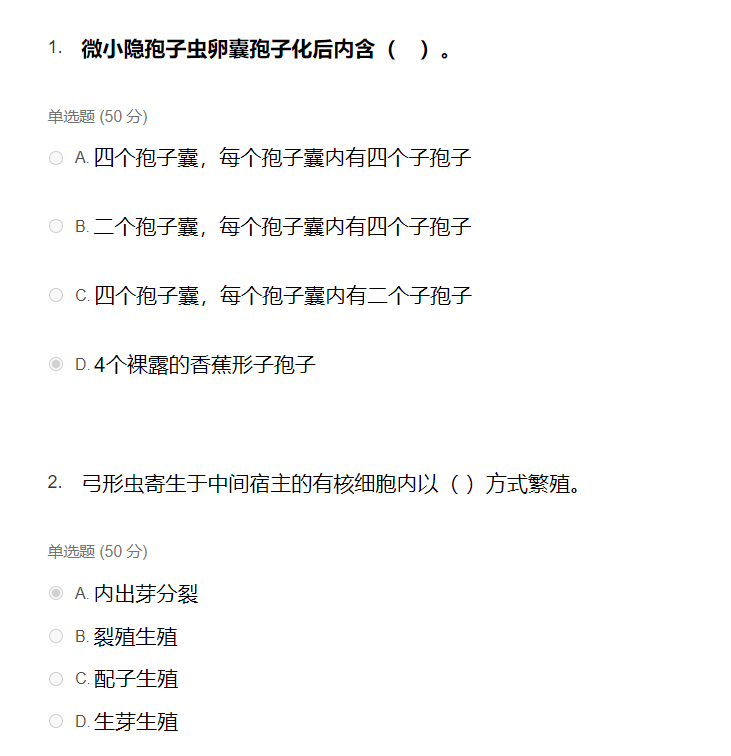 1. 微小隐孢子虫卵囊孢子化后内含（ ）。
单选题 (50 分)
A. 四个孢子囊，每个孢子囊内有四个子孢子
B. 二个孢子囊，每个孢子囊内有四个子孢子
C. 四个孢子囊，每个孢子囊内有二个子孢子
D. 4个裸露的香蕉形子孢子
2. 弓形虫寄生于中间宿主的有核细胞内以（ ）方式繁殖。
单选题 (50 分)
A. 内出芽分裂
B. 裂殖生殖
C. 配子生殖
D. 生芽生殖